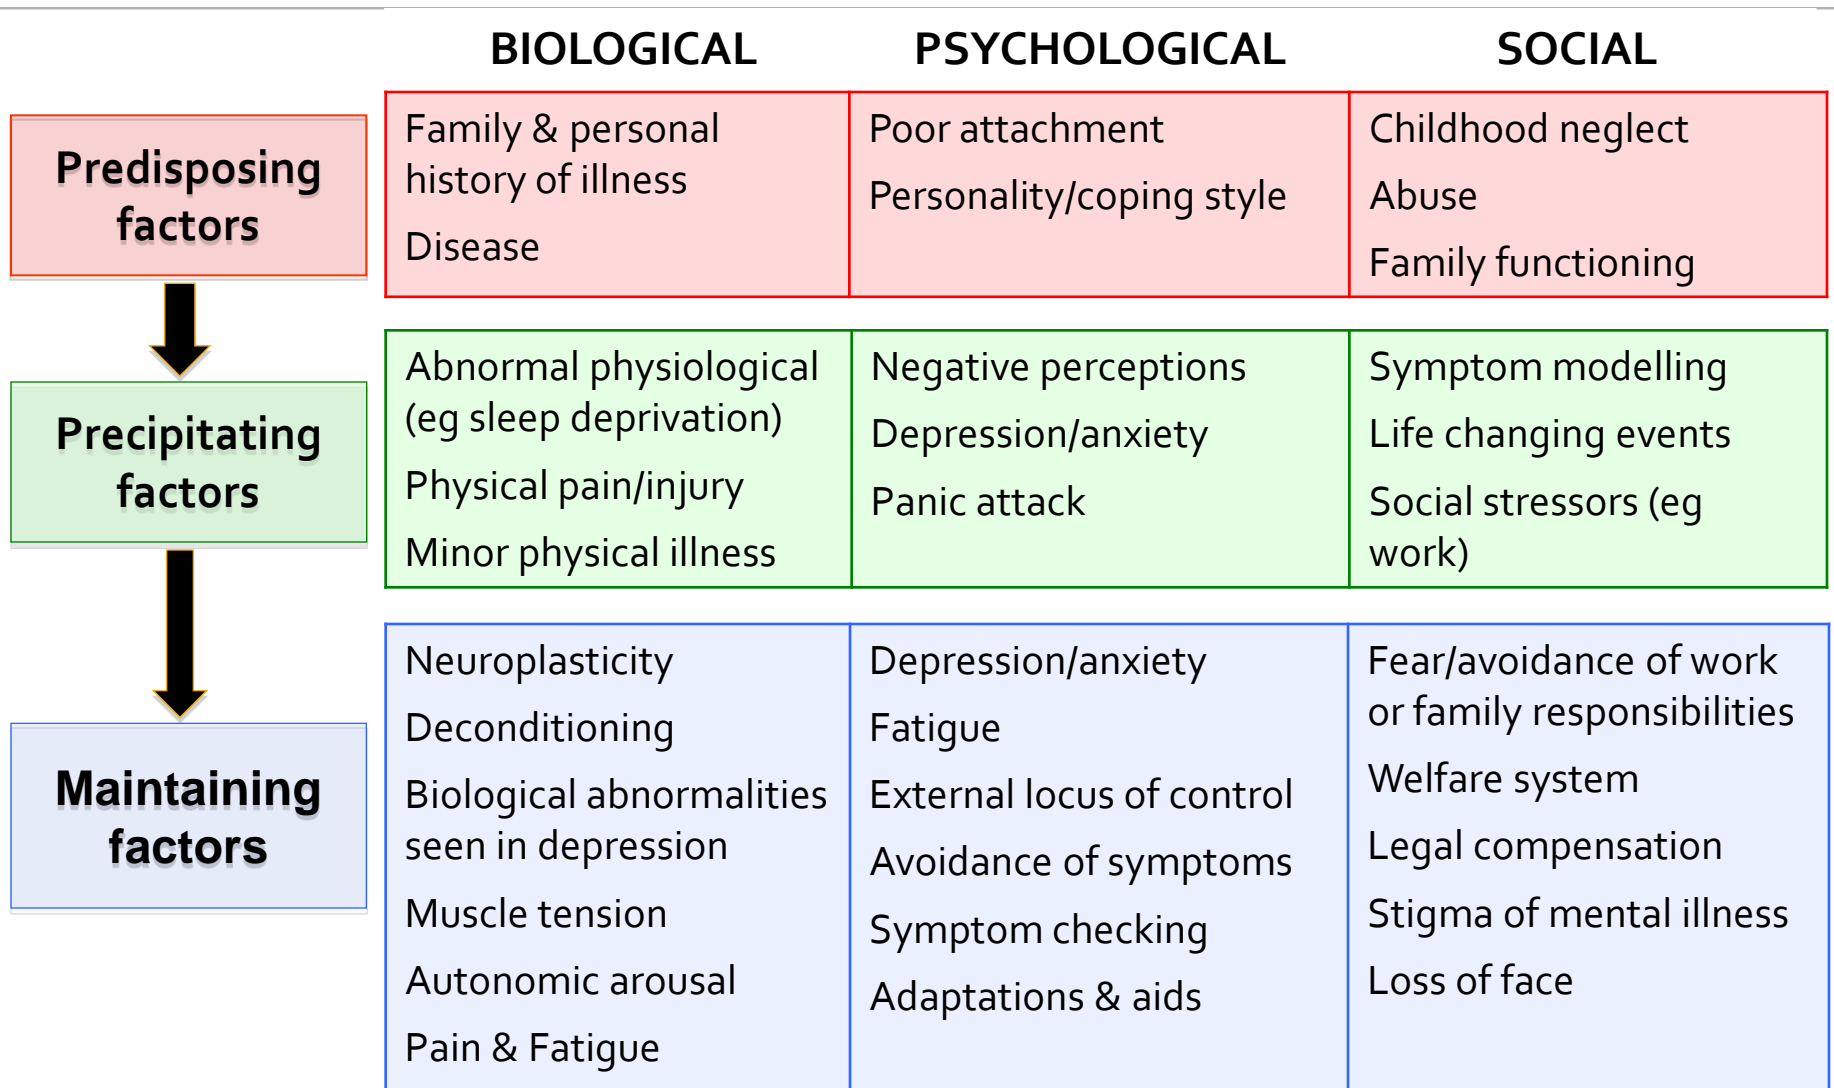 BIOLOGICAL PSYCHOLOGICAL SOCIAL
Predisposing
factors
Family & personal
history of illness
Disease
Poor attachment
Personality/coping style
Childhood neglect
Abuse
Family functioning
Precipitating
factors
Abnormal physiological
(eg sleep deprivation)
Physical pain/injury
Minor physical illness
Negative perceptions
Depression/anxiety
Panic attack
Symptom modelling
Life changing events
Social stressors (eg
work)
Maintaining
factors
Neuroplasticity
Deconditioning
Biological abnormalities
seen in depression
Muscle tension
Autonomic arousal
Pain & Fatigue
Depression/anxiety
Fatigue
External locus of control
Avoidance of symptoms
Symptom checking
Adaptations & aids
Fear/avoidance of work
or family responsibilities
Welfare system
Legal compensation
Stigma of mental illness
Loss of face